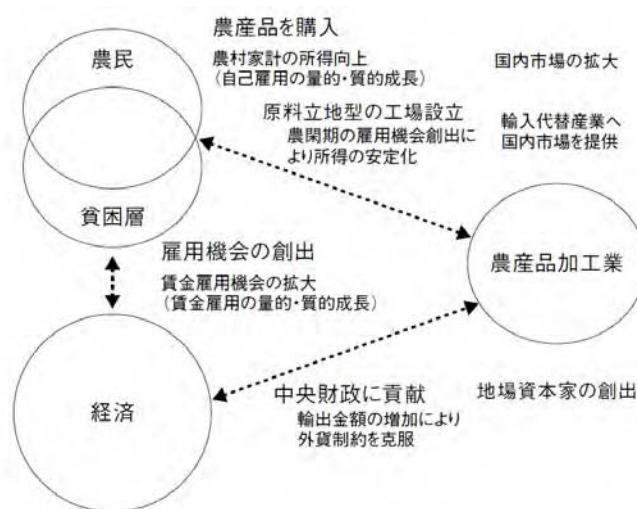 農産品を購入
農民
農村家計の所得向上
（自己雇用の量的・質的成長）
国内市場の拡大
原料立地型の工場設立
農閑期の雇用機会創出に
より所得の安定化
輸入代替産業へ
国内市場を提供
貧困層
雇用機会の創出
賃金雇用機会の拡大
（賃金雇用の量的・質的成長）
農産品加工業
経済
中央財政に貢献
輸出金額の増加により
外貨制約を克服
地場資本家の創出